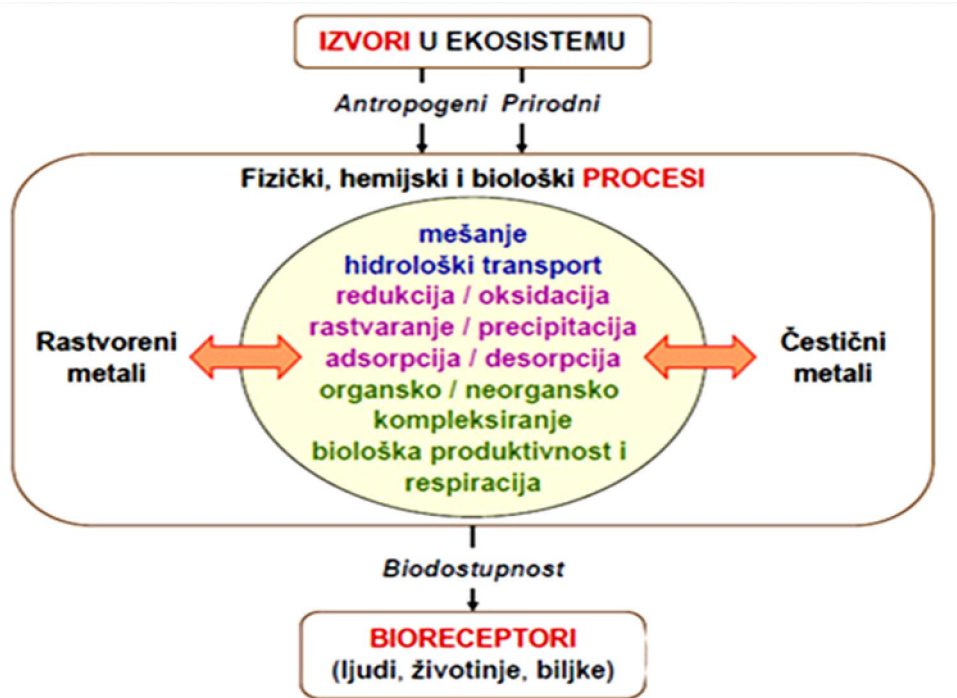 IZVORI U EKOSISTEMU
Antropogeni Prirodni
Fizički, hemijski i biološki PROCESI
mešanje
hidrološki transport
redukcija / oksidacija
rastvaranje / precipitacija
adsorpcija / desorpcija
organsko / neorgansko
kompleksiranje
biološka produktivnost i
respiracija
Rastvoreni
metali
Čestični
metali
Biodostupnost
BIORECEPTORI
(ljudi, životinje, biljke)